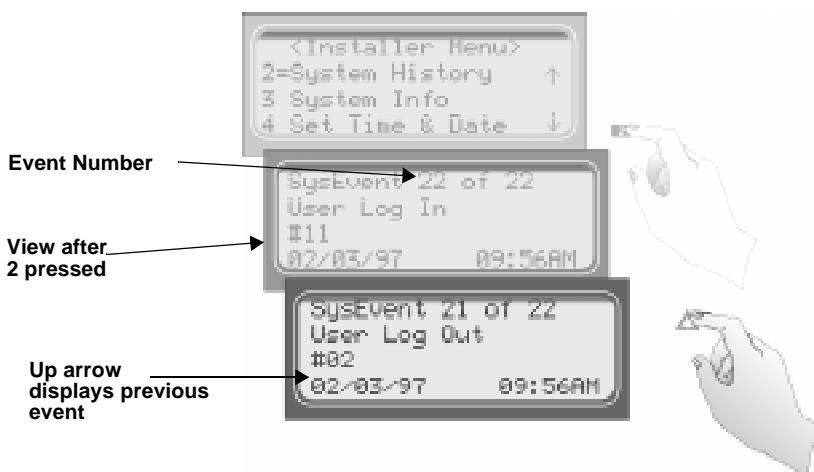 <Installer Menu>
2=System History ↑
3 System Info
4 Set Time & Date ↓
Event Number
SysEvent 22 of 22
User Log In
#11
02/03/97 09:56AM
View after
2 pressed
SysEvent 21 of 22
User Log Out
#02
02/03/97 09:56AM
Up arrow
displays previous
event